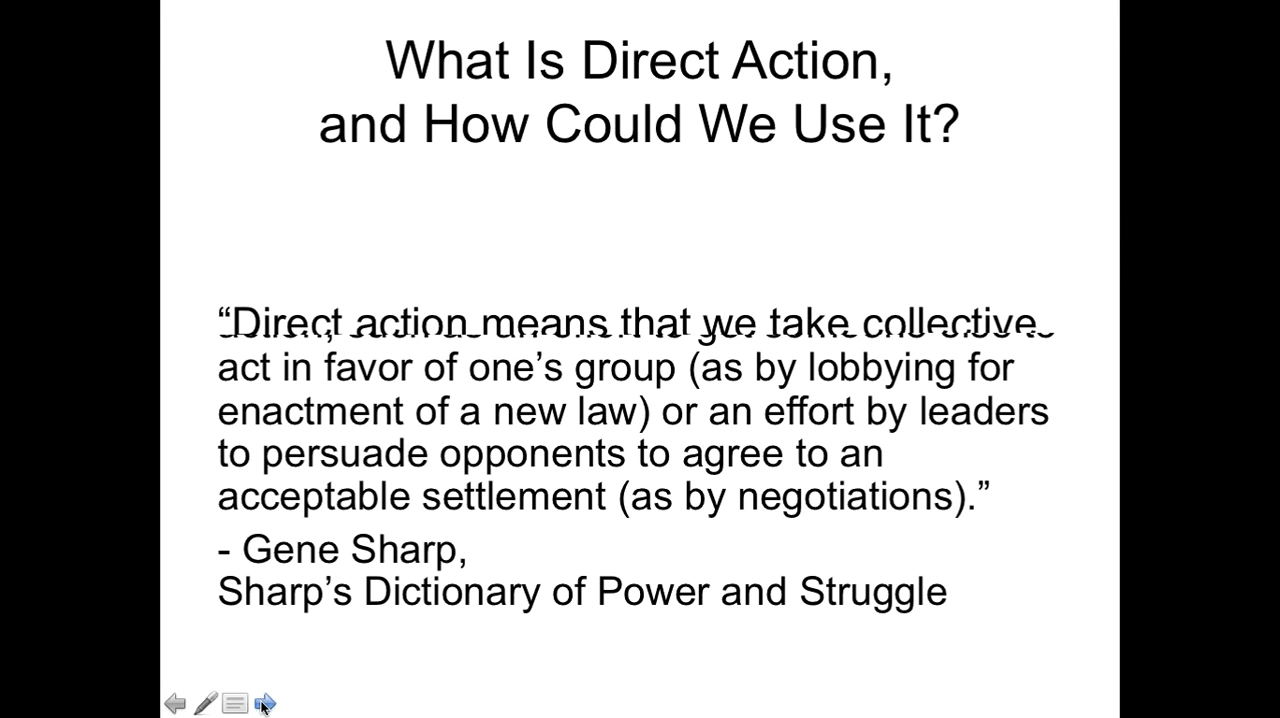 What Is Direct Action,
and How Could We Use It?
“Direct action means that we take collective
act in favor of one’s group (as by lobbying for
enactment of a new law) or an effort by leaders
to persuade opponents to agree to an
acceptable settlement (as by negotiations).”
- Gene Sharp,
Sharp’s Dictionary of Power and Struggle